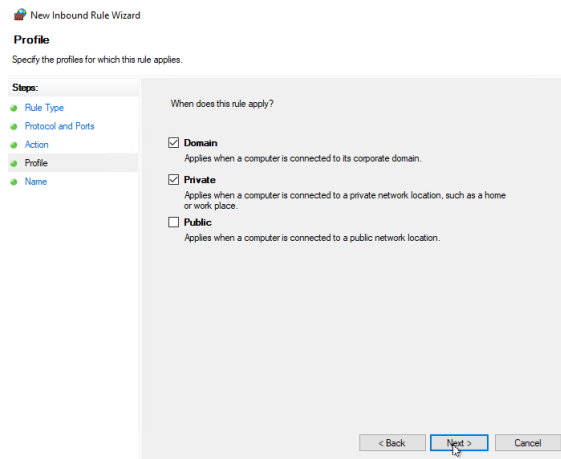 New Inbound Rule Wizard
Profile
Specify the profiles for which this rule applies.
Steps:
Rule Type
Protocol and Ports
Action
Profile
Name
When does this rule apply?
Domain
Applies when a computer is connected to its corporate domain.
Private
Applies when a computer is connected to a private network location, such as a home
or work place.
Public
Applies when a computer is connected to a public network location.
< Back
Next >
Cancel